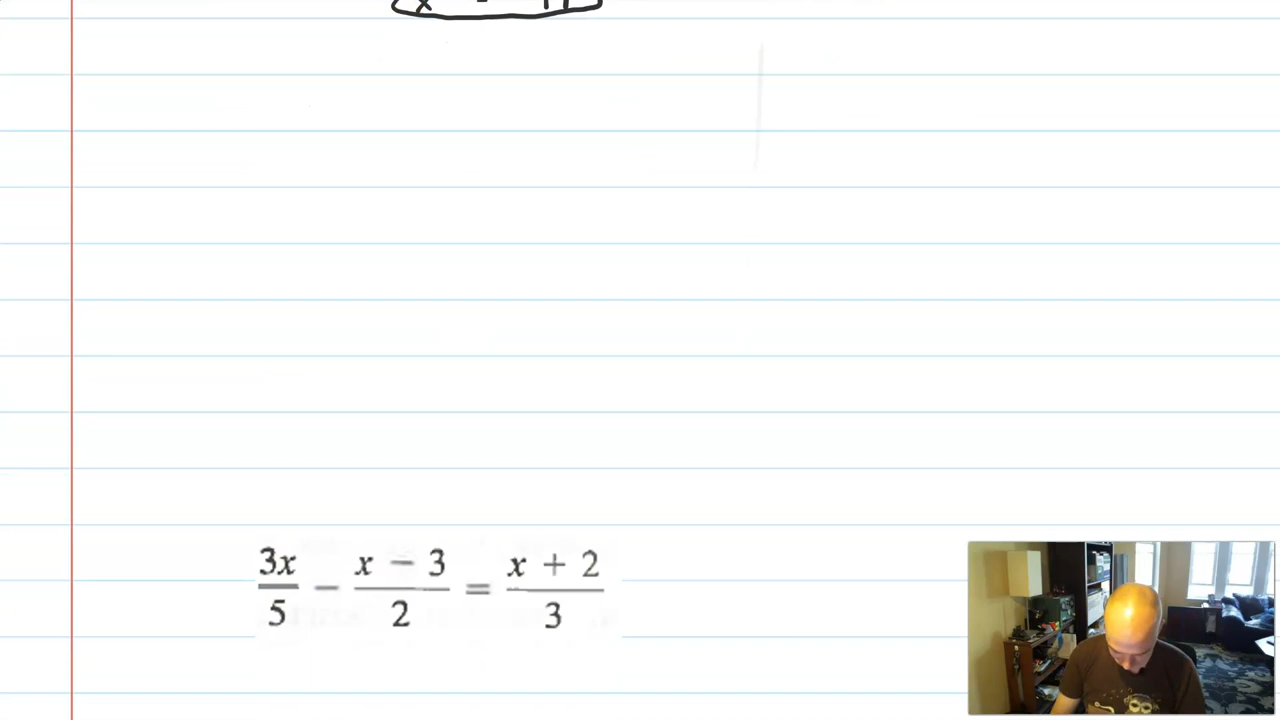 3x/5 − (x − 3)/2 = (x + 2)/3